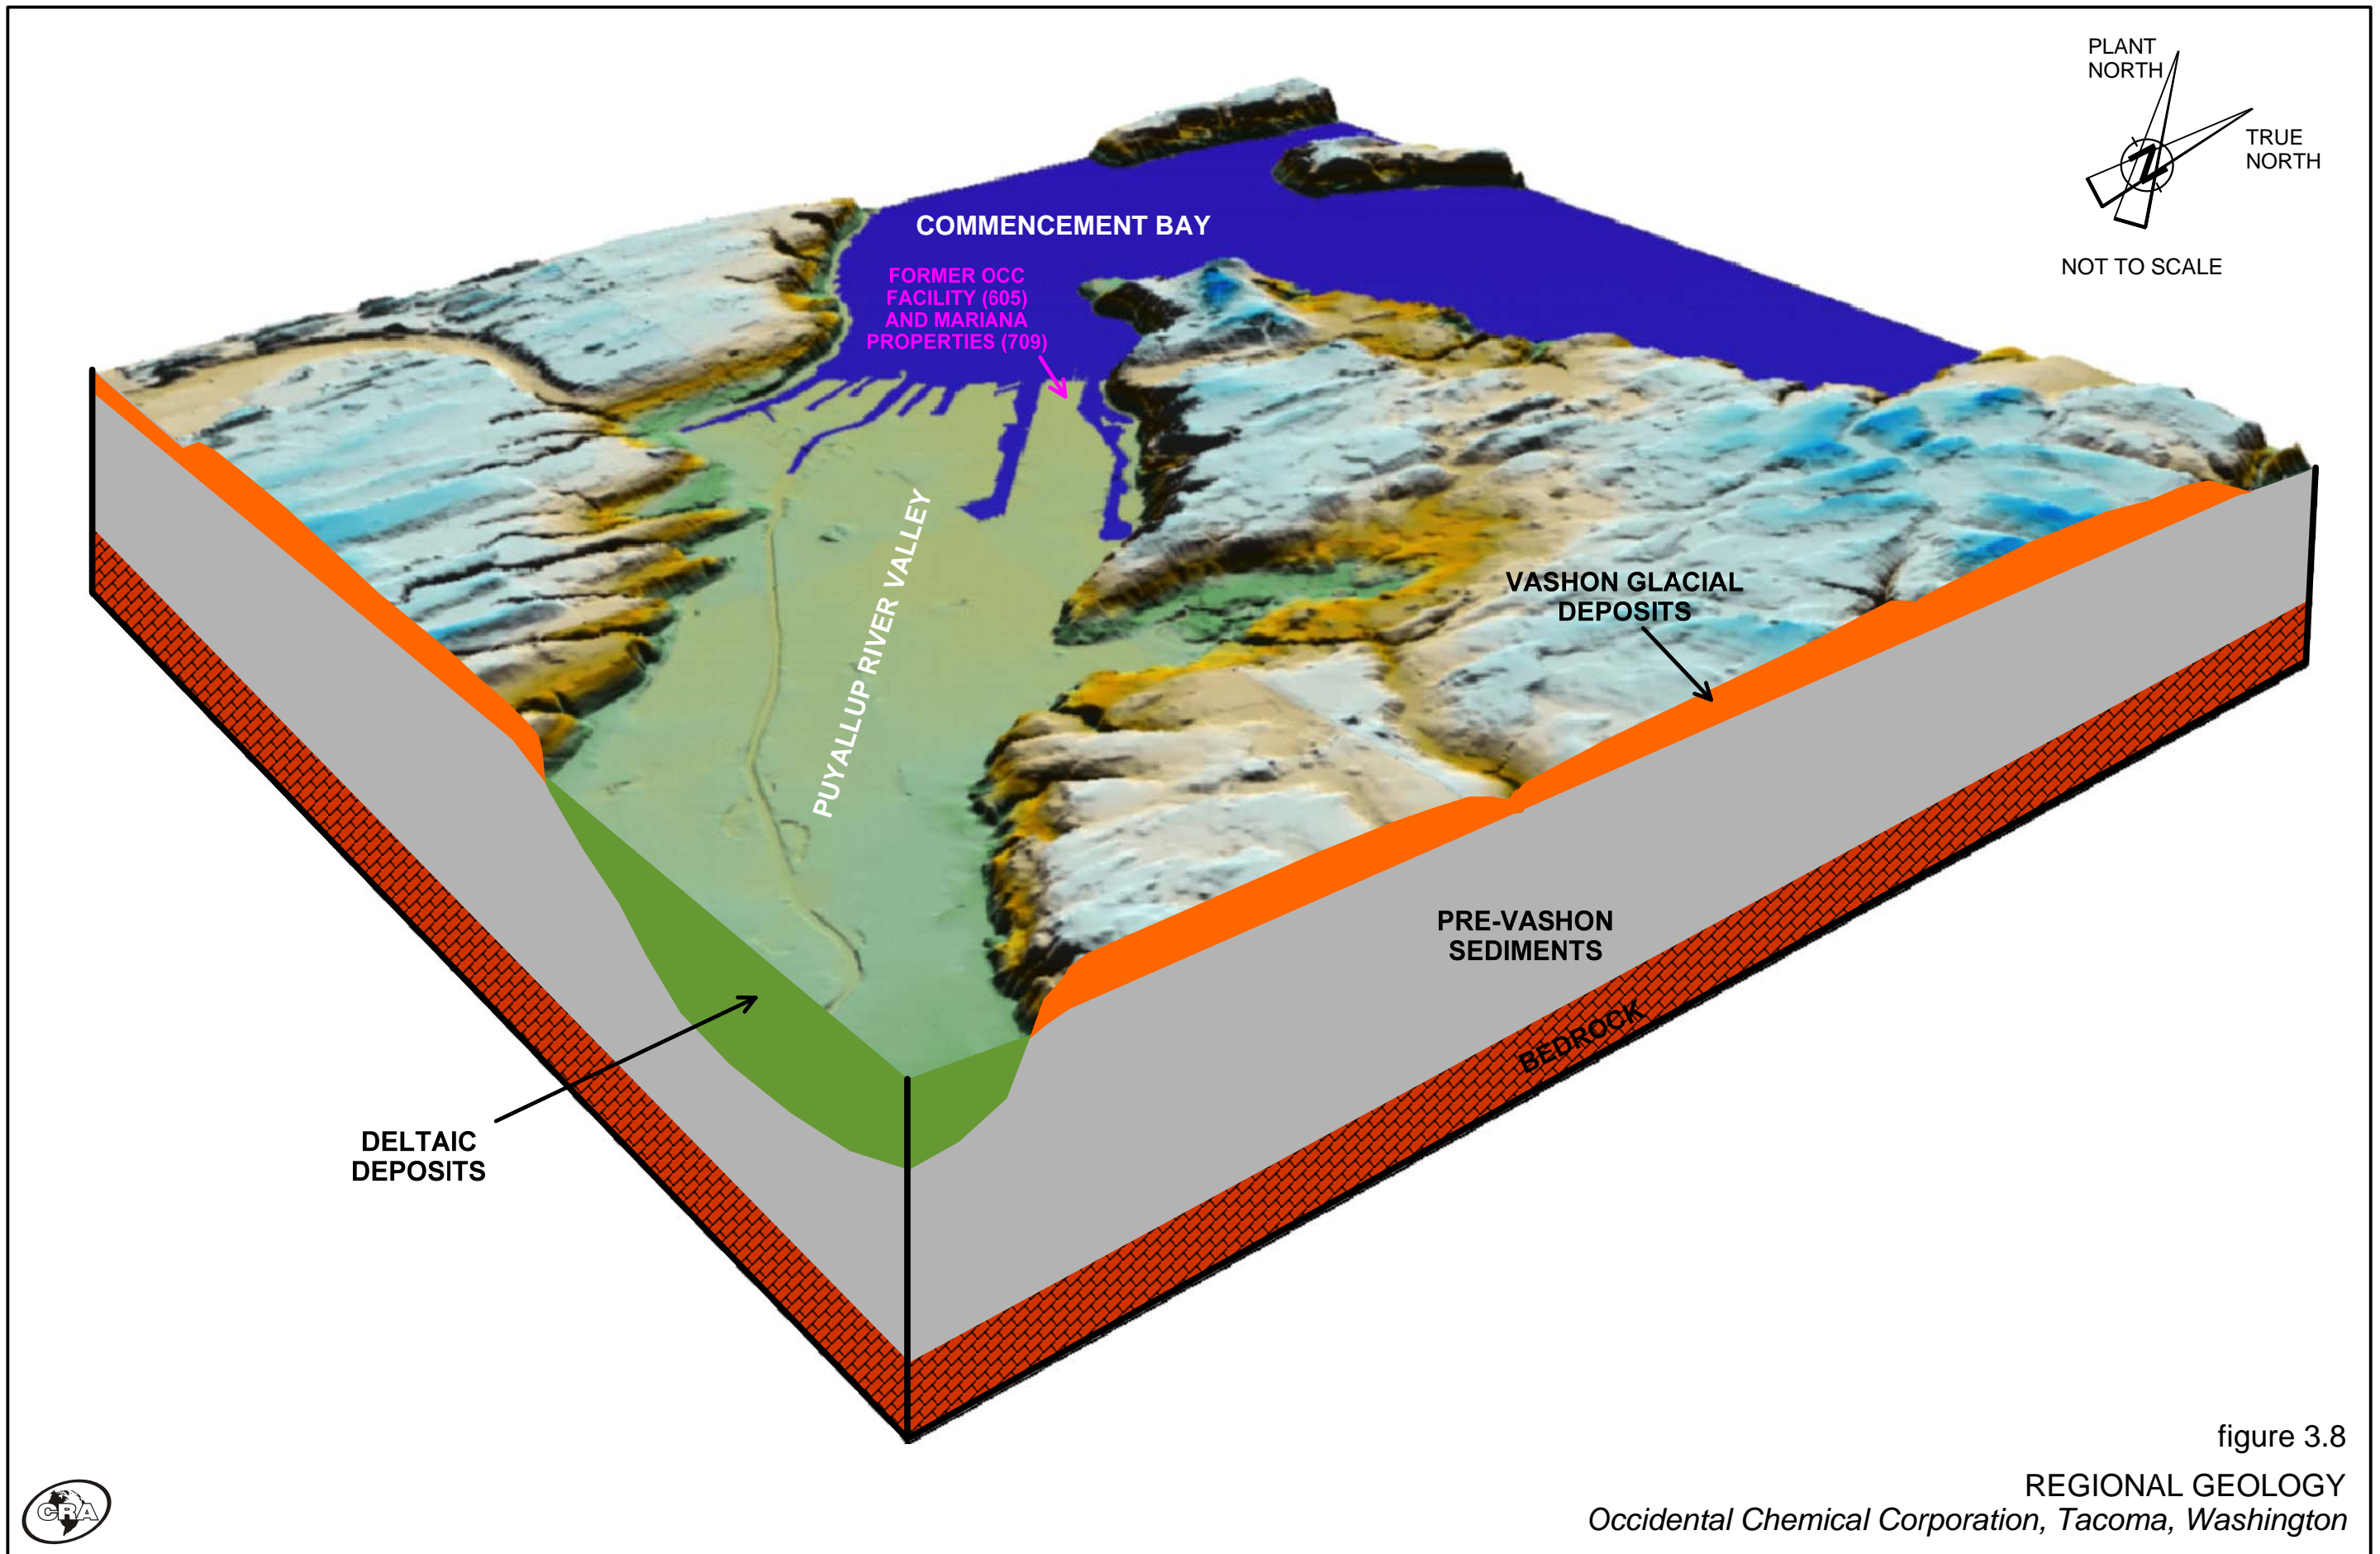 PLANT
NORTH
TRUE
NORTH
N
NOT TO SCALE
COMMENCEMENT BAY
FORMER OCC
FACILITY (605)
AND MARIANA
PROPERTIES (709)
PUYALLUP RIVER VALLEY
VASHON GLACIAL
DEPOSITS
PRE-VASHON
SEDIMENTS
BEDROCK
DELTAIC
DEPOSITS
figure 3.8
REGIONAL GEOLOGY
Occidental Chemical Corporation, Tacoma, Washington
CRA